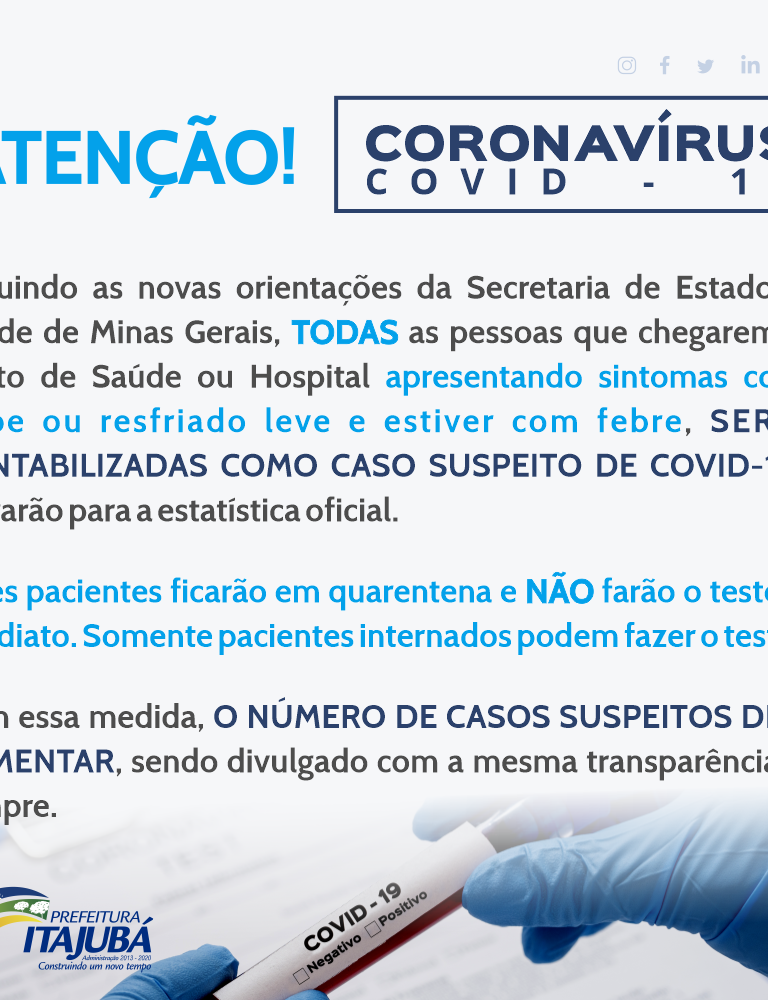 ATENÇÃO!
CORONAVÍRUS
COVID - 1
uindo as novas orientações da Secretaria de Estado
de de Minas Gerais, TODAS as pessoas que chegarem
to de Saúde ou Hospital apresentando sintomas co
pe ou resfriado leve e estiver com febre, SER
NTABILIZADAS COMO CASO SUSPEITO DE COVID-1
arão para a estatística oficial.
es pacientes ficarão em quarentena e NÃO farão o teste
diato. Somente pacientes internados podem fazer o test
m essa medida, O NÚMERO DE CASOS SUSPEITOS DE
MENTAR, sendo divulgado com a mesma transparência
pre.
COVID - 19
Negativo Positivo
PREFEITURA
ITAJUBÁ
Administração 2013 - 2020
Construindo um novo tempo